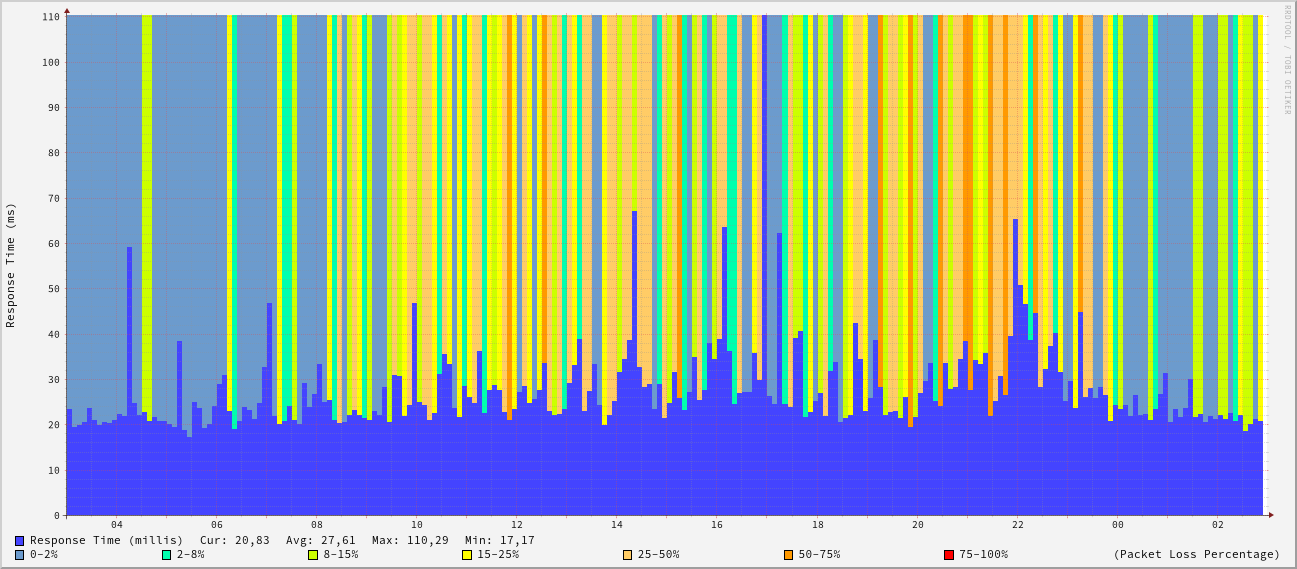 110
100
90
80
70
60
50
40
30
20
10
0
Response Time (ms)
RRDTOOL / TOBI OETIKER
04 06 08 10 12 14 16 18 20 22 00 02
Response Time (millis) Cur: 20,83 Avg: 27,61 Max: 110,29 Min: 17,17
0-2% 2-8% 8-15% 15-25% 25-50% 50-75% 75-100% (Packet Loss Percentage)